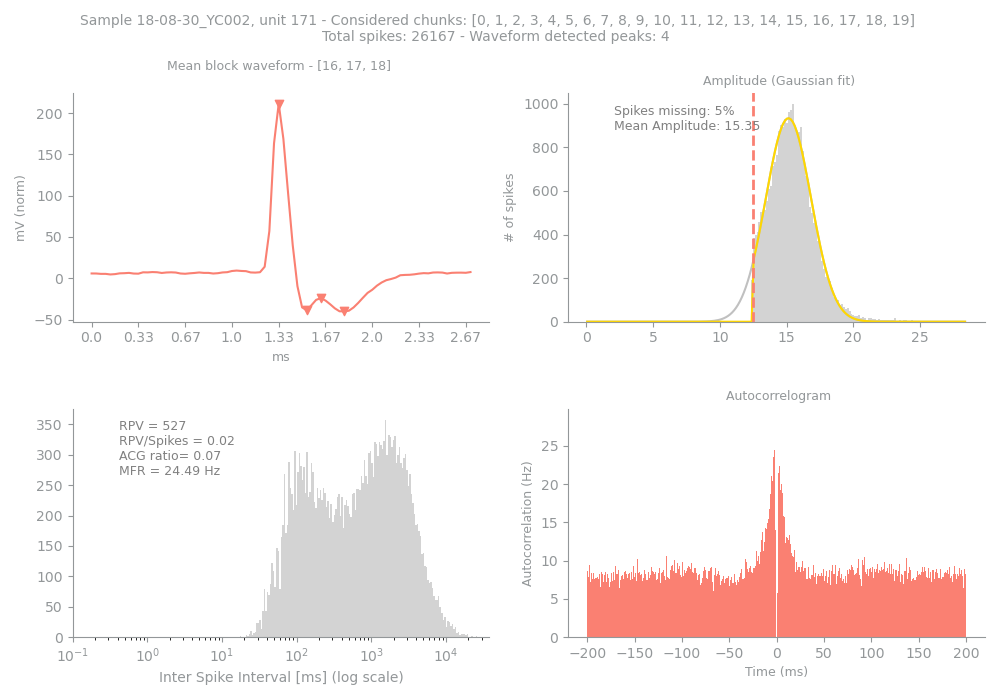 Sample 18-08-30_YC002, unit 171 - Considered chunks: [0, 1, 2, 3, 4, 5, 6, 7, 8, 9, 10, 11, 12, 13, 14, 15, 16, 17, 18, 19]
Total spikes: 26167 - Waveform detected peaks: 4
Mean block waveform - [16, 17, 18]
mV (norm)
200
150
100
50
0
−50
0.0 0.33 0.67 1.0 1.33 1.67 2.0 2.33 2.67
ms
Amplitude (Gaussian fit)
Spikes missing: 5%
Mean Amplitude: 15.35
# of spikes
1000
800
600
400
200
0
0 5 10 15 20 25
RPV = 527
RPV/Spikes = 0.02
ACG ratio= 0.07
MFR = 24.49 Hz
350
300
250
200
150
100
50
0
10⁻¹ 10⁰ 10¹ 10² 10³ 10⁴
Inter Spike Interval [ms] (log scale)
Autocorrelogram
Autocorrelation (Hz)
25
20
15
10
5
0
−200 −150 −100 −50 0 50 100 150 200
Time (ms)